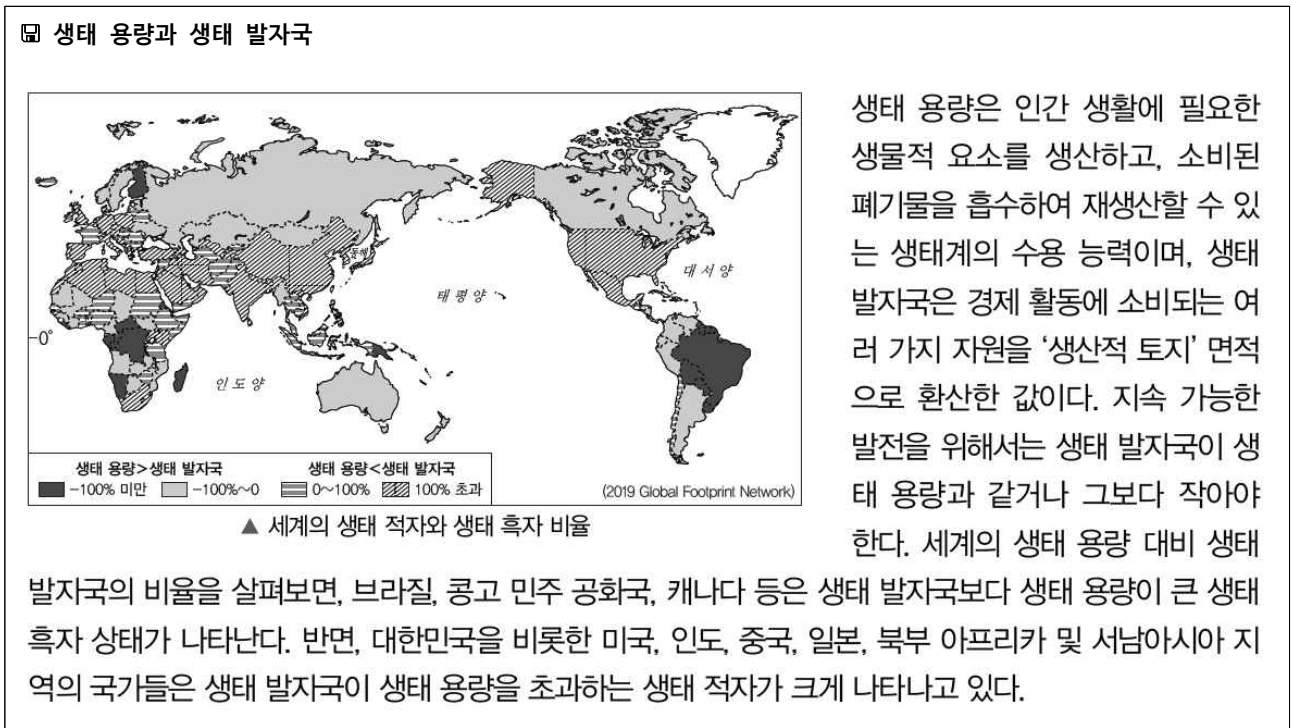 생태 용량과 생태 발자국
동해
대서양
태평양
0°
인도양
생태 용량>생태 발자국
-100% 미만
-100%~0
생태 용량<생태 발자국
0~100%
100% 초과
(2019 Global Footprint Network)
▲ 세계의 생태 적자와 생태 흑자 비율
생태 용량은 인간 생활에 필요한
생물적 요소를 생산하고, 소비된
폐기물을 흡수하여 재생산할 수 있
는 생태계의 수용 능력이며, 생태
발자국은 경제 활동에 소비되는 여
러 가지 자원을 ‘생산적 토지’ 면적
으로 환산한 값이다. 지속 가능한
발전을 위해서는 생태 발자국이 생
태 용량과 같거나 그보다 작아야
한다. 세계의 생태 용량 대비 생태
발자국의 비율을 살펴보면, 브라질, 콩고 민주 공화국, 캐나다 등은 생태 발자국보다 생태 용량이 큰 생태
흑자 상태가 나타난다. 반면, 대한민국을 비롯한 미국, 인도, 중국, 일본, 북부 아프리카 및 서남아시아 지
역의 국가들은 생태 발자국이 생태 용량을 초과하는 생태 적자가 크게 나타나고 있다.